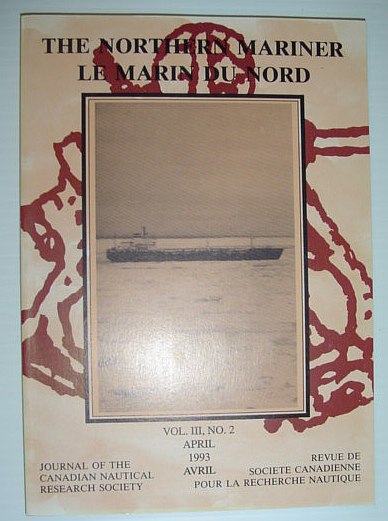 THE NORTHERN MARINER
LE MARIN DU NORD
VOL. III, NO. 2
APRIL
1993
AVRIL
JOURNAL OF THE
CANADIAN NAUTICAL
RESEARCH SOCIETY
REVUE DE
SOCIETE CANADIENNE
POUR LA RECHERCHE NAUTIQUE